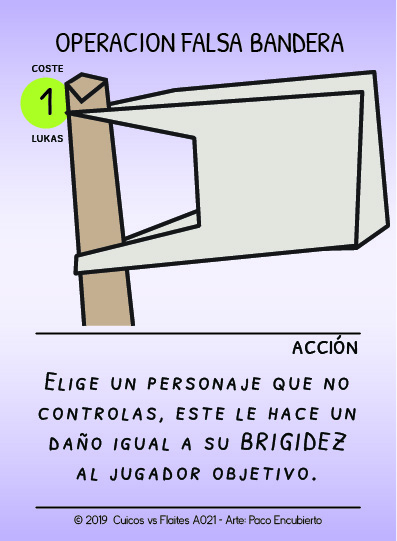 OPERACION FALSA BANDERA
COSTE
1
LUKAS
ACCIÓN
ELIGE UN PERSONAJE QUE NO
CONTROLAS, ESTE LE HACE UN
DAÑO IGUAL A SU BRIGIDEZ
AL JUGADOR OBJETIVO.
© 2019 Cuicos vs Flaites A021 - Arte: Paco Encubierto